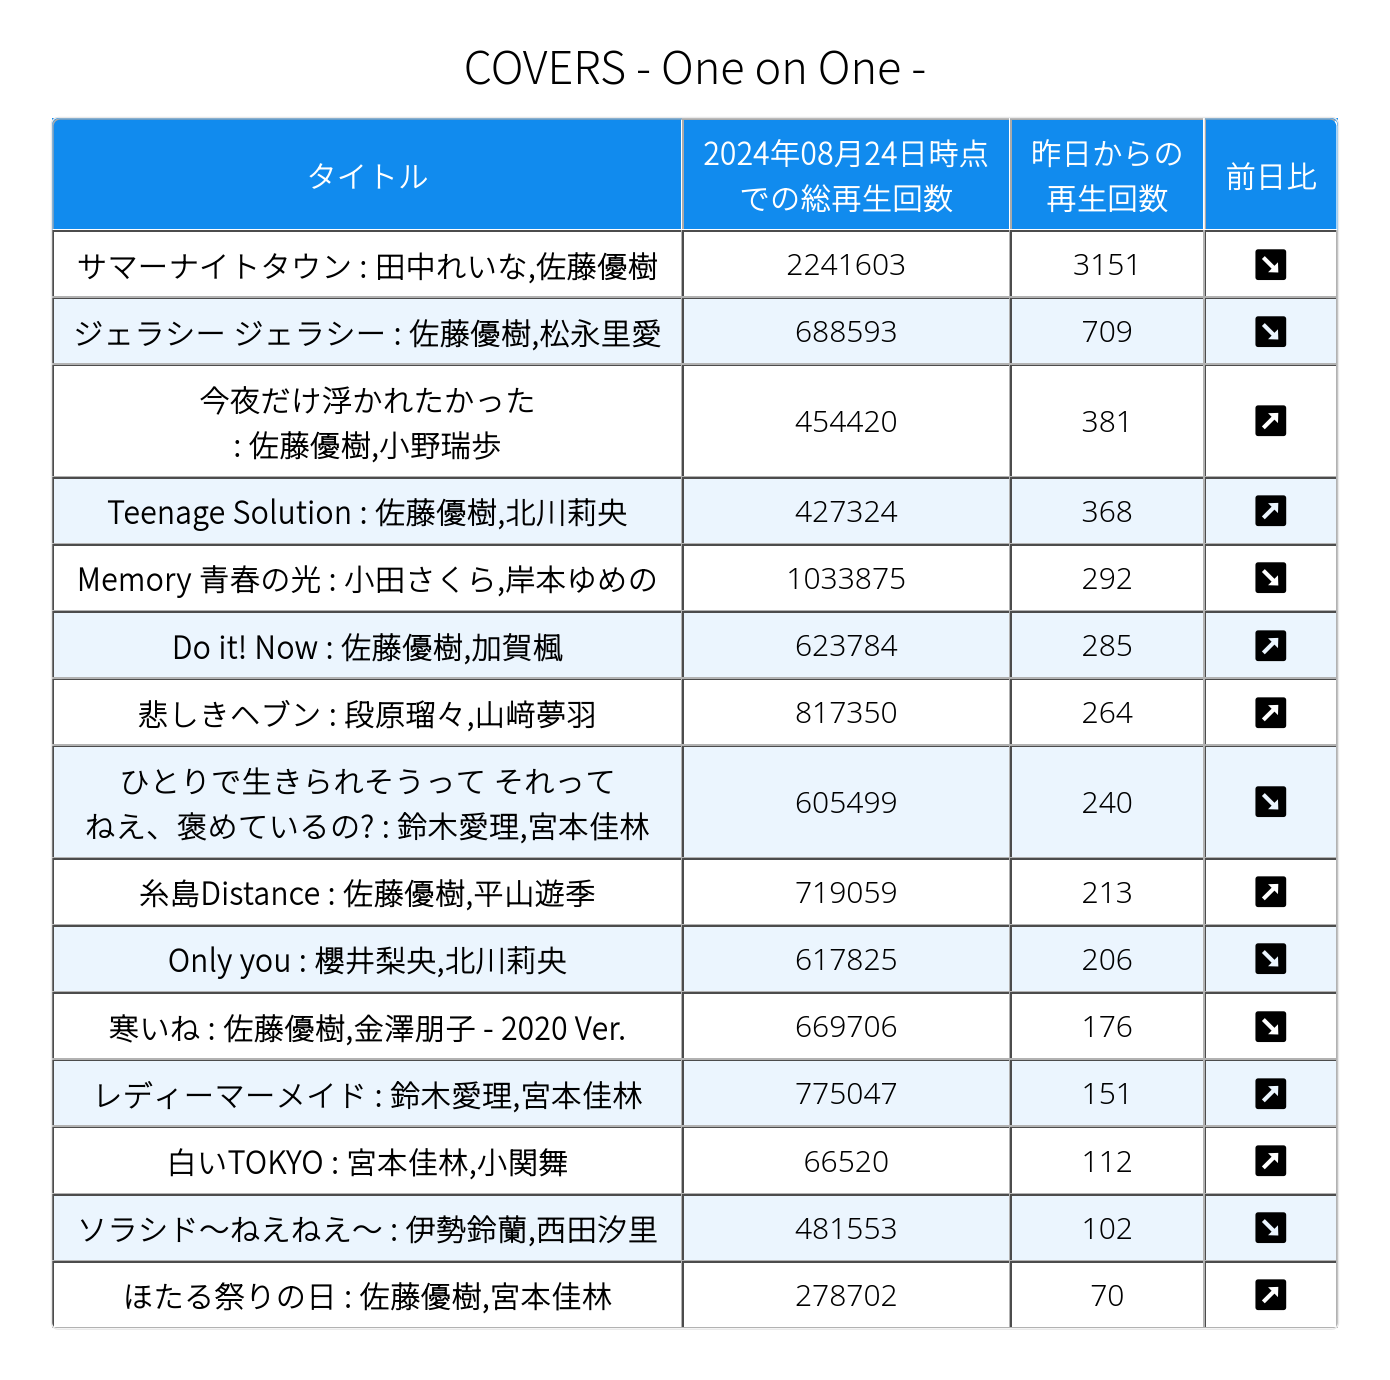 COVERS - One on One -
タイトル
2024年08月24日時点
での総再生回数
昨日からの
再生回数
前日比
サマーナイトタウン : 田中れいな,佐藤優樹 2241603 3151
ジェラシー ジェラシー : 佐藤優樹,松永里愛 688593 709
今夜だけ浮かれたかった
: 佐藤優樹,小野瑞歩 454420 381
Teenage Solution : 佐藤優樹,北川莉央 427324 368
Memory 青春の光 : 小田さくら,岸本ゆめの 1033875 292
Do it! Now : 佐藤優樹,加賀楓 623784 285
悲しきヘブン : 段原瑠々,山﨑夢羽 817350 264
ひとりで生きられそうって それって
ねえ、褒めているの? : 鈴木愛理,宮本佳林 605499 240
糸島Distance : 佐藤優樹,平山遊季 719059 213
Only you : 櫻井梨央,北川莉央 617825 206
寒いね : 佐藤優樹,金澤朋子 - 2020 Ver. 669706 176
レディーマーメイド : 鈴木愛理,宮本佳林 775047 151
白いTOKYO : 宮本佳林,小関舞 66520 112
ソラシド～ねえねえ～ : 伊勢鈴蘭,西田汐里 481553 102
ほたる祭りの日 : 佐藤優樹,宮本佳林 278702 70